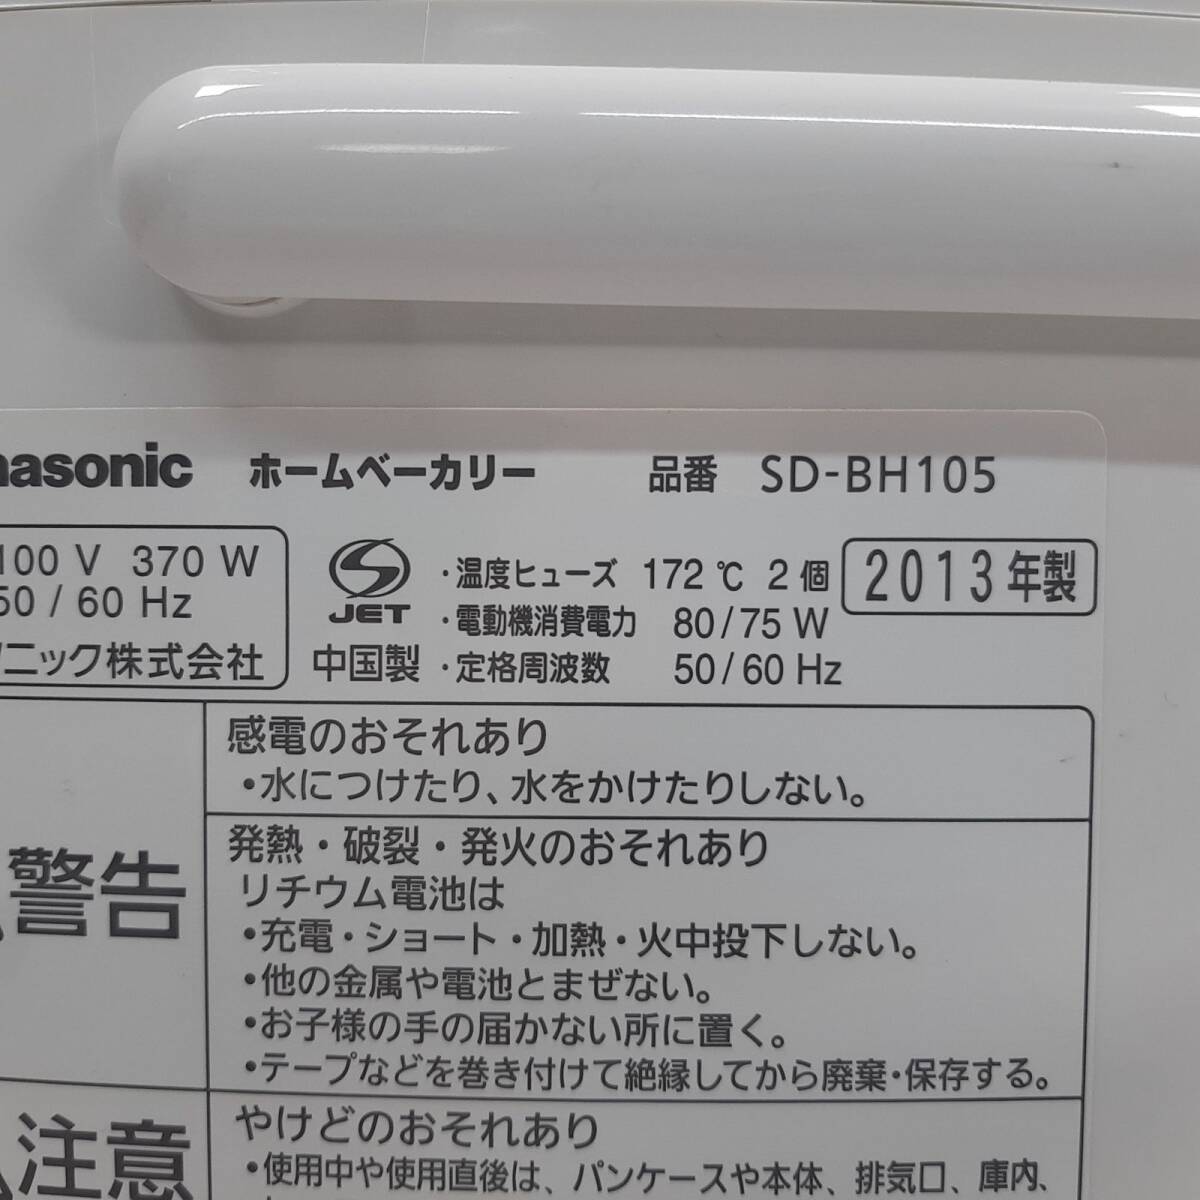 nasonic ホームベーカリー 品番 SD-BH105
100 V 370 W
50 / 60 Hz
ソニック株式会社
JET
中国製
・温度ヒューズ 172 ℃ 2 個
・電動機消費電力 80/75 W
・定格周波数 50/60 Hz
2013年製
警告
感電のおそれあり
・水につけたり、水をかけたりしない。
発熱・破裂・発火のおそれあり
リチウム電池は
・充電・ショート・加熱・火中投下しない。
・他の金属や電池とまぜない。
・お子様の手の届かない所に置く。
・テープなどを巻き付けて絶縁してから廃棄・保存する。
注意
やけどのおそれあり
・使用中や使用直後は、パンケースや本体、排気口、庫内、